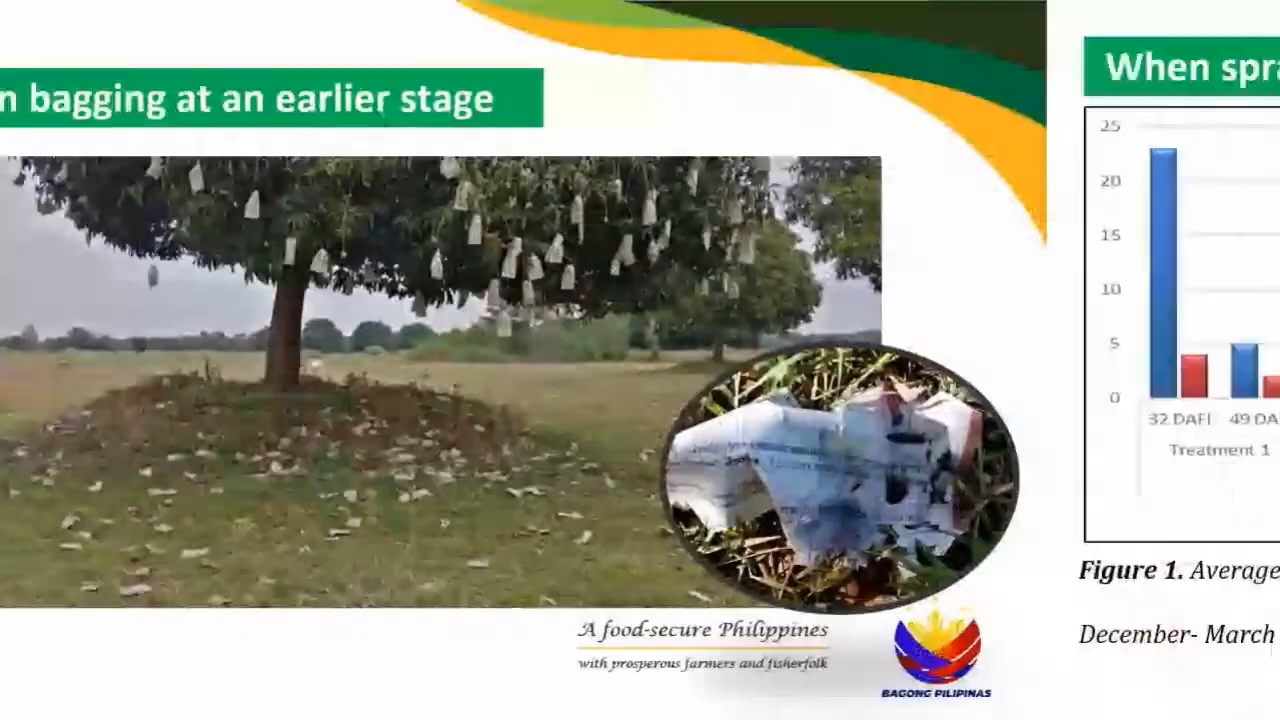 n bagging at an earlier stage
A food-secure Philippines
with prosperous farmers and fisherfolk
BAGONG PILIPINAS
When spra
25
20
15
10
5
0
32 DAFI 49 DA
Treatment 1
Figure 1. Average
December- March